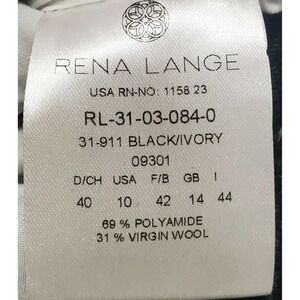 RENA LANGE
USA RN-NO: 1158 23
RL-31-03-084-0
31-911 BLACK/IVORY
09301
D/CH USA F/B GB I
40 10 42 14 44
69 % POLYAMIDE
31 % VIRGIN WOOL